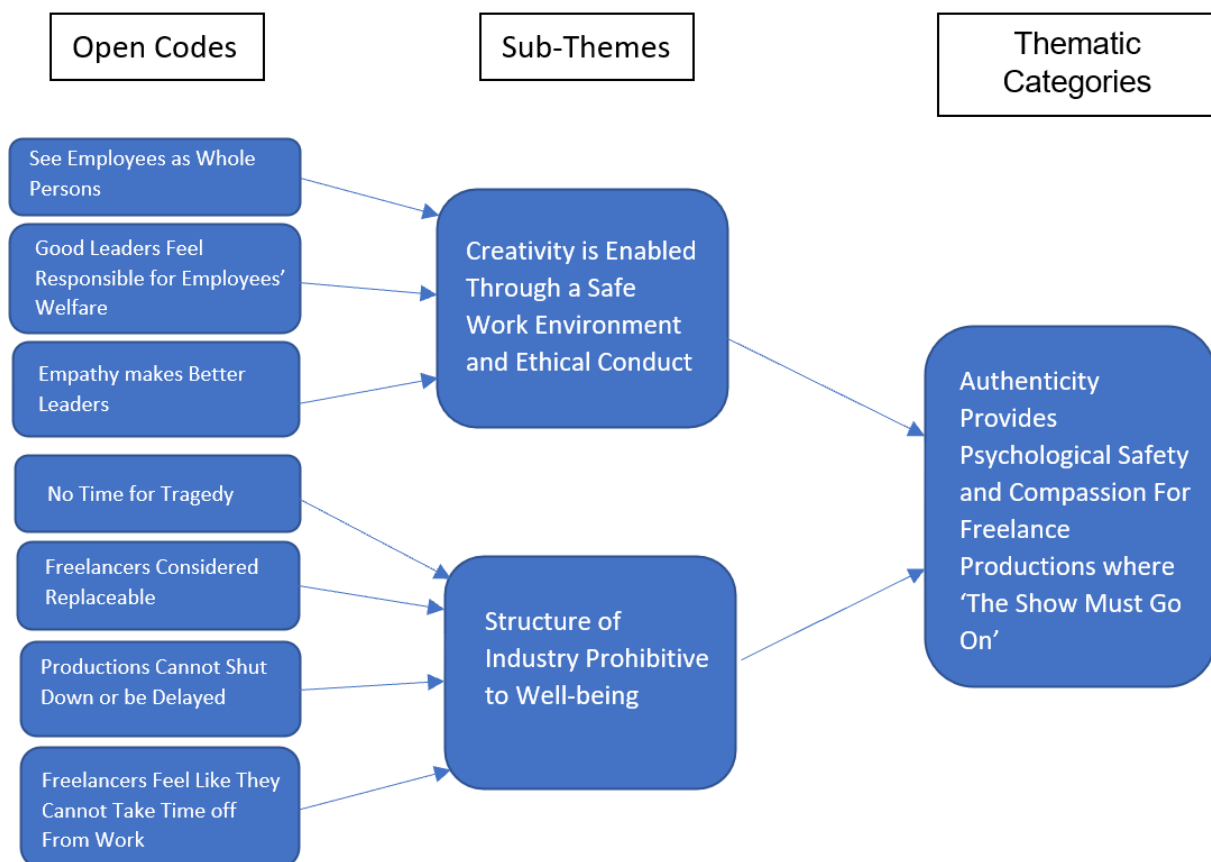 Open Codes
Sub-Themes
Thematic
Categories
See Employees as Whole
Persons
Good Leaders Feel
Responsible for Employees’
Welfare
Empathy makes Better
Leaders
No Time for Tragedy
Freelancers Considered
Replaceable
Productions Cannot Shut
Down or be Delayed
Freelancers Feel Like They
Cannot Take Time off
From Work
Creativity is Enabled
Through a Safe
Work Environment
and Ethical Conduct
Structure of
Industry Prohibitive
to Well-being
Authenticity
Provides
Psychological Safety
and Compassion For
Freelance
Productions where
‘The Show Must Go
On’